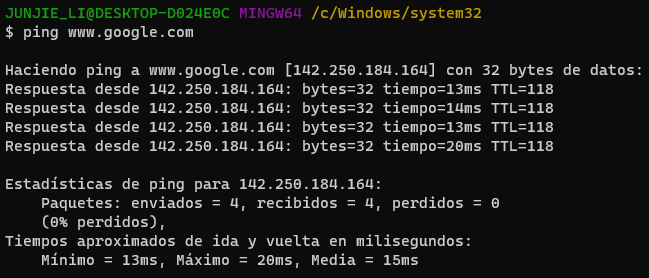 JUNJIE_LI@DESKTOP-D024E0C MINGW64 /c/Windows/system32
$ ping www.google.com
Haciendo ping a www.google.com [142.250.184.164] con 32 bytes de datos:
Respuesta desde 142.250.184.164: bytes=32 tiempo=13ms TTL=118
Respuesta desde 142.250.184.164: bytes=32 tiempo=14ms TTL=118
Respuesta desde 142.250.184.164: bytes=32 tiempo=13ms TTL=118
Respuesta desde 142.250.184.164: bytes=32 tiempo=20ms TTL=118
Estadísticas de ping para 142.250.184.164:
    Paquetes: enviados = 4, recibidos = 4, perdidos = 0
    (0% perdidos),
Tiempos aproximados de ida y vuelta en milisegundos:
    Mínimo = 13ms, Máximo = 20ms, Media = 15ms